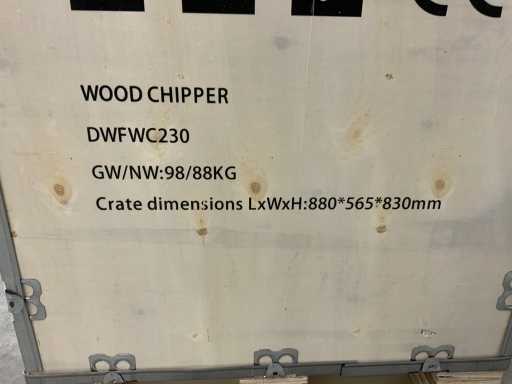 WOOD CHIPPER
DWFWC230
GW/NW:98/88KG
Crate dimensions LxWxH:880*565*830mm